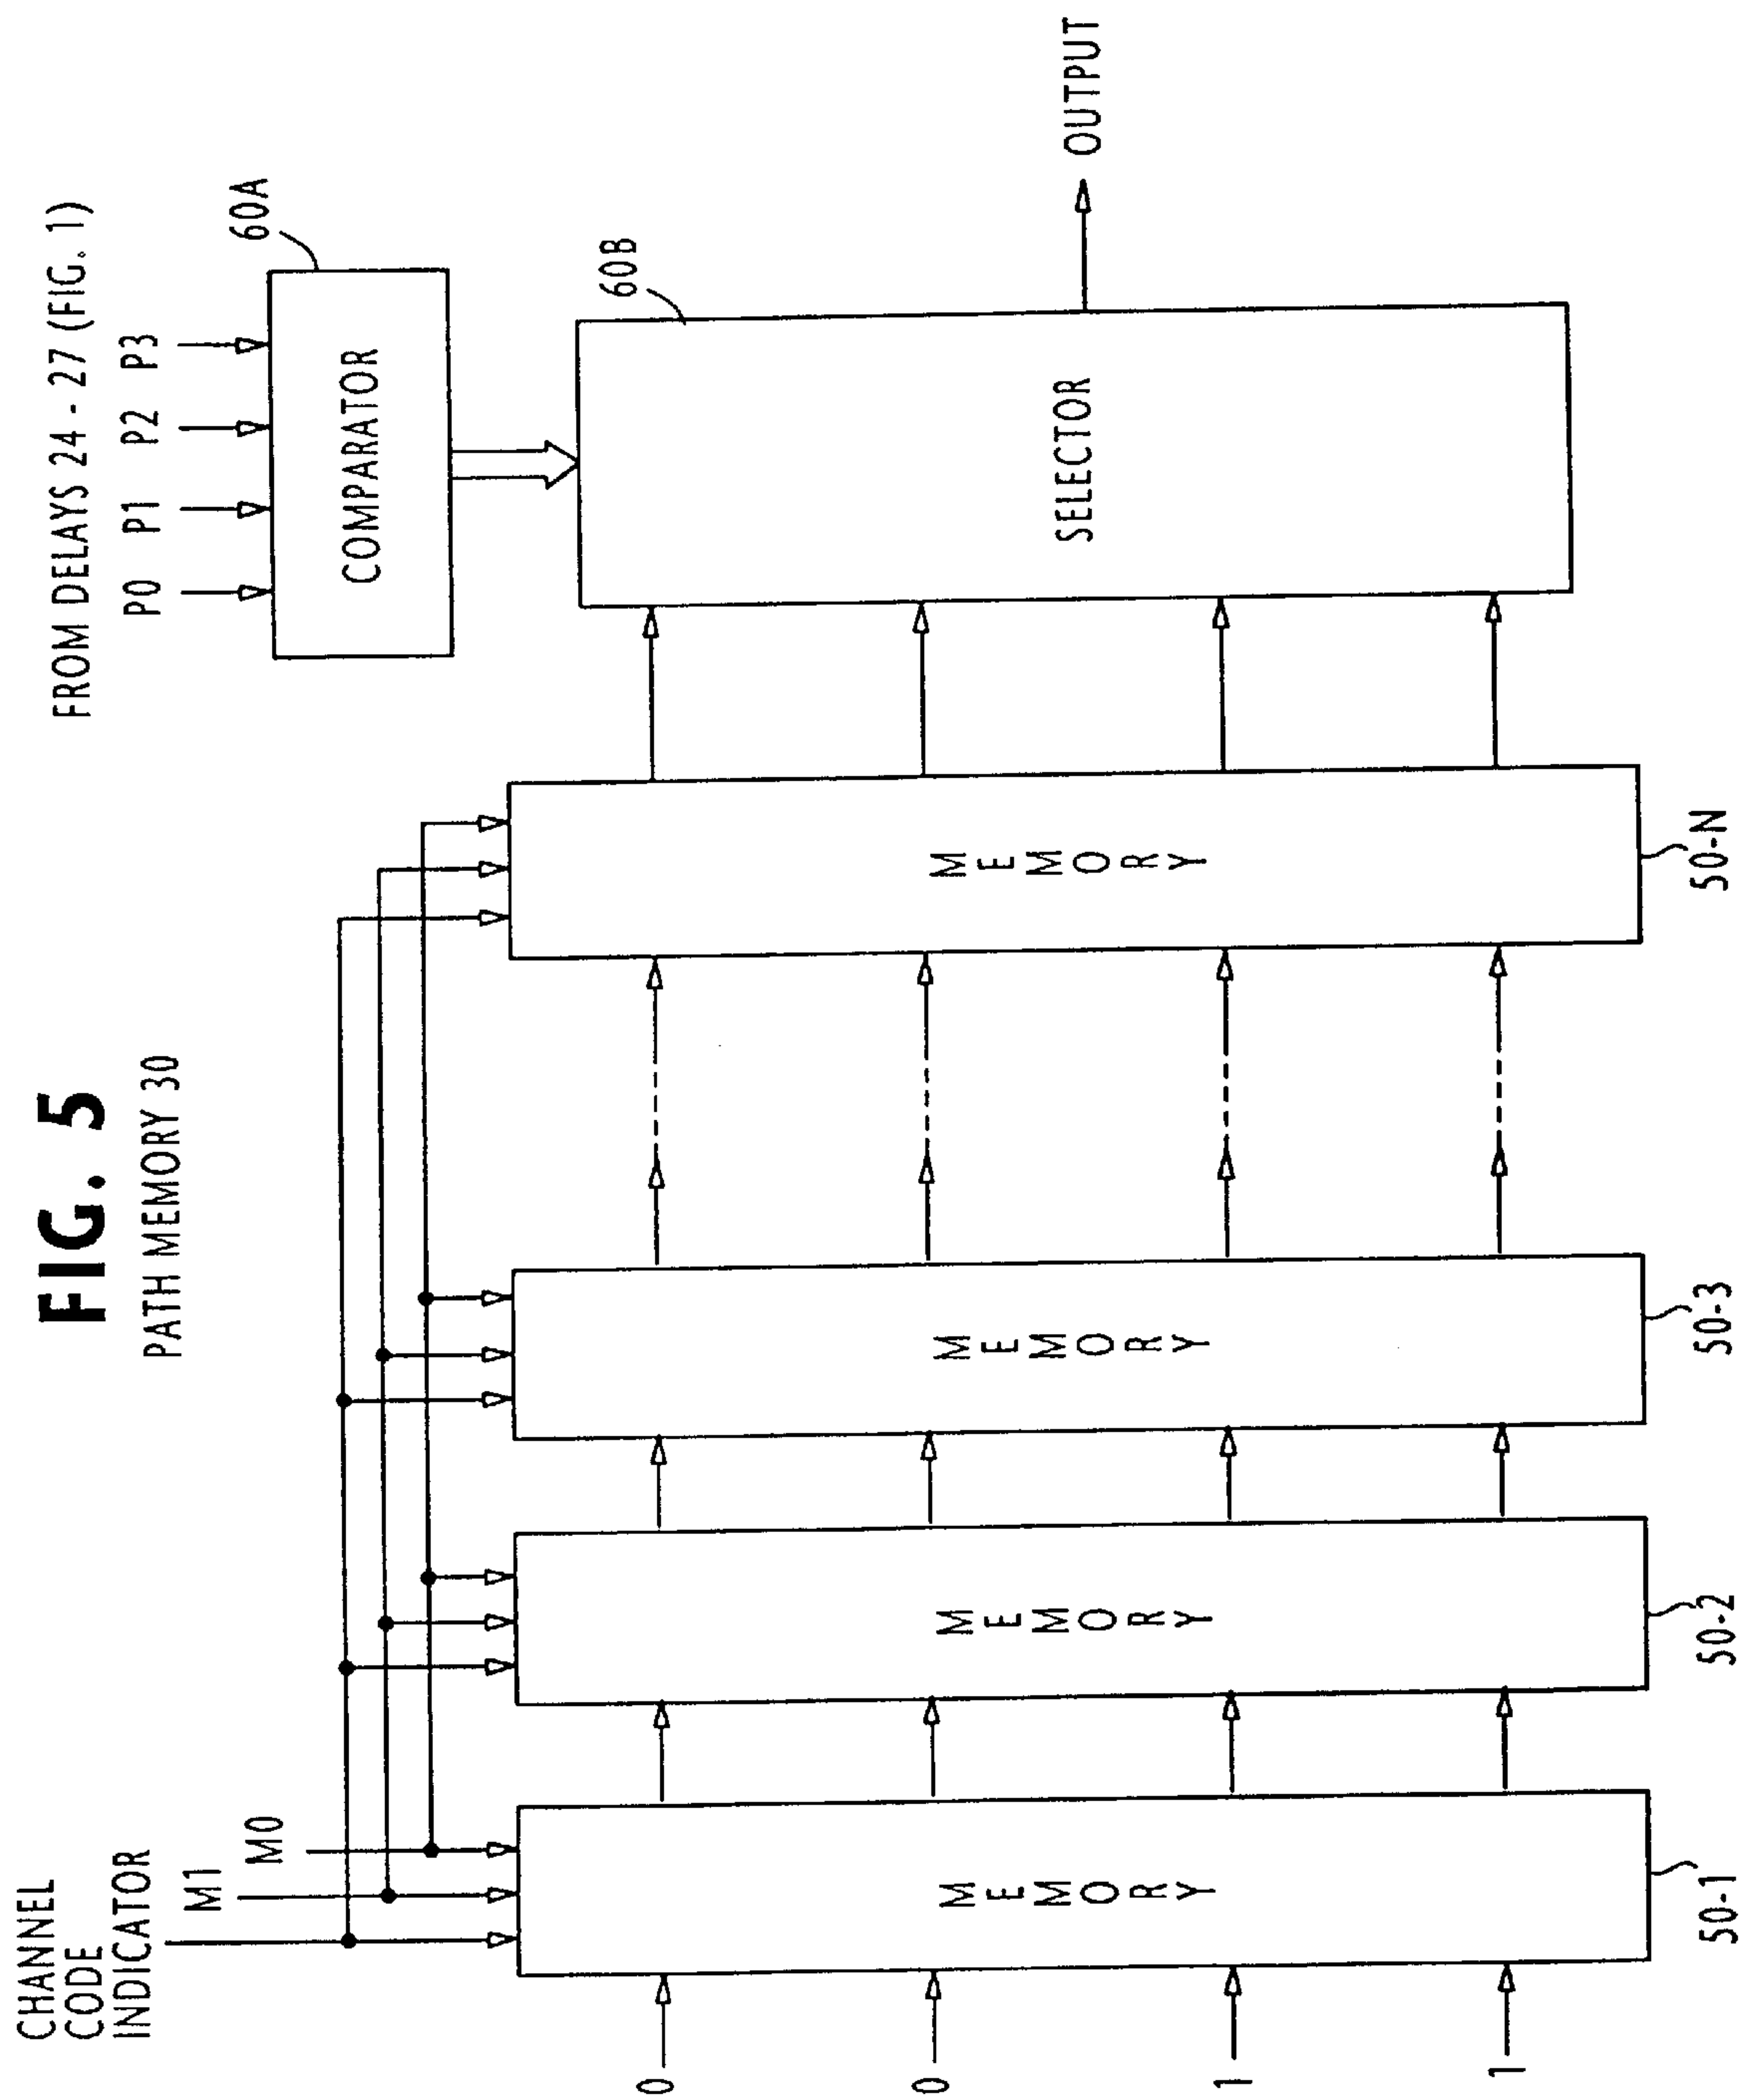 FIG. 5
PATH MEMORY 30
FROM DELAYS 24 - 27 (FIG. 1)
CHANNEL
CODE
INDICATOR
M1
M0
P0 P1 P2 P3
60A
COMPARATOR
60B
SELECTOR
OUTPUT
0
0
1
1
MEMORY
MEMORY
MEMORY
MEMORY
50-1
50-2
50-3
50-N